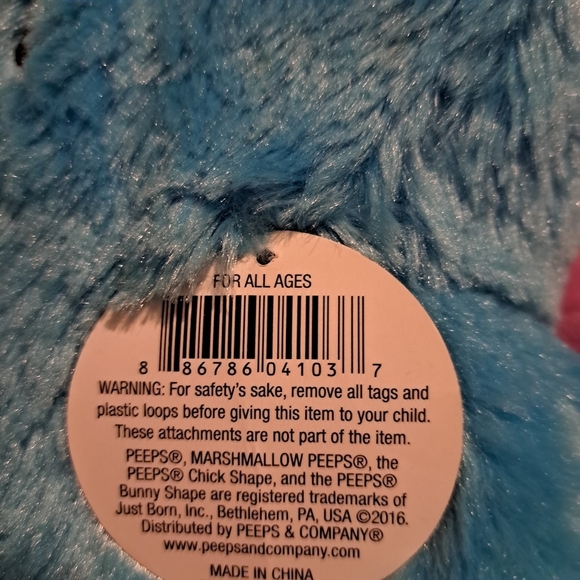 FOR ALL AGES
8 86786 04103 7
WARNING: For safety's sake, remove all tags and
plastic loops before giving this item to your child.
These attachments are not part of the item.
PEEPS®, MARSHMALLOW PEEPS®, the
PEEPS® Chick Shape, and the PEEPS®
Bunny Shape are registered trademarks of
Just Born, Inc., Bethlehem, PA, USA ©2016.
Distributed by PEEPS & COMPANY®
www.peepsandcompany.com
MADE IN CHINA